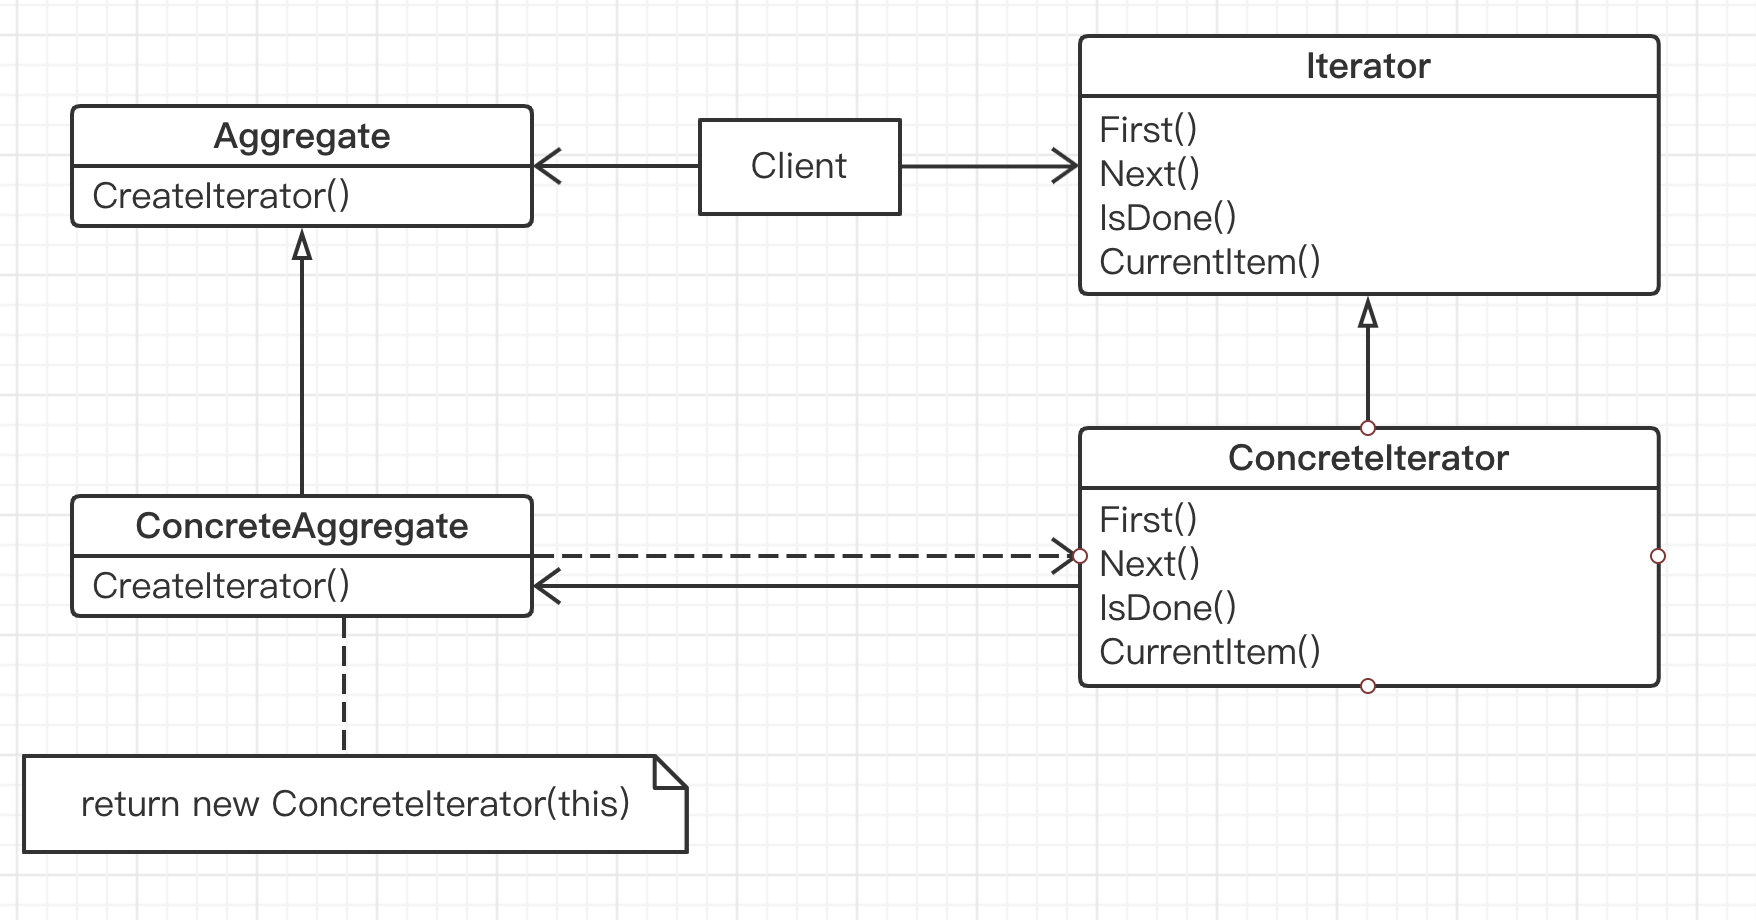 Aggregate
CreateIterator()
Client
Iterator
First()
Next()
IsDone()
CurrentItem()
ConcreteAggregate
CreateIterator()
ConcreteIterator
First()
Next()
IsDone()
CurrentItem()
return new ConcreteIterator(this)